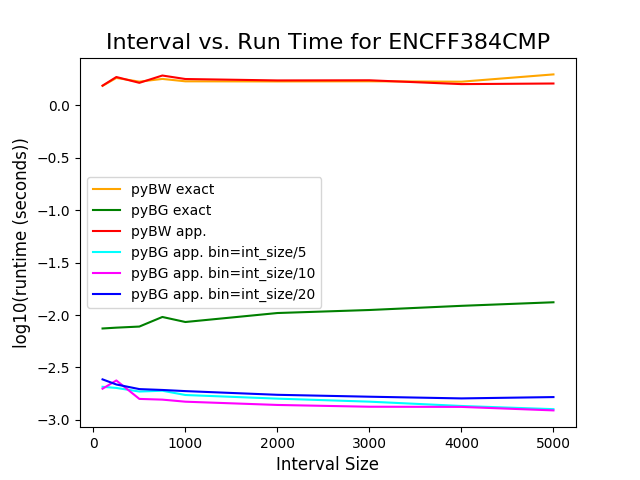 Interval vs. Run Time for ENCFF384CMP
log10(runtime (seconds))
0.0
−0.5
−1.0
−1.5
−2.0
−2.5
−3.0
pyBW exact
pyBG exact
pyBW app.
pyBG app. bin=int_size/5
pyBG app. bin=int_size/10
pyBG app. bin=int_size/20
0
1000
2000
3000
4000
5000
Interval Size